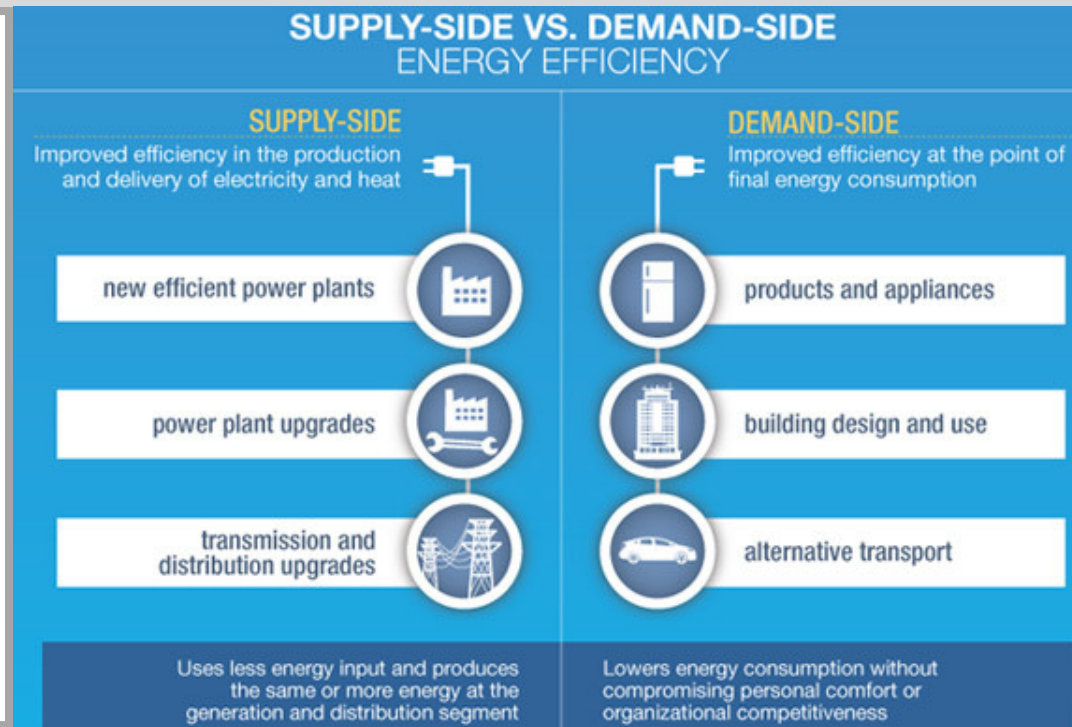 SUPPLY-SIDE VS. DEMAND-SIDE
ENERGY EFFICIENCY
SUPPLY-SIDE
Improved efficiency in the production
and delivery of electricity and heat
new efficient power plants
power plant upgrades
transmission and
distribution upgrades
Uses less energy input and produces
the same or more energy at the
generation and distribution segment
DEMAND-SIDE
Improved efficiency at the point of
final energy consumption
products and appliances
building design and use
alternative transport
Lowers energy consumption without
compromising personal comfort or
organizational competitiveness